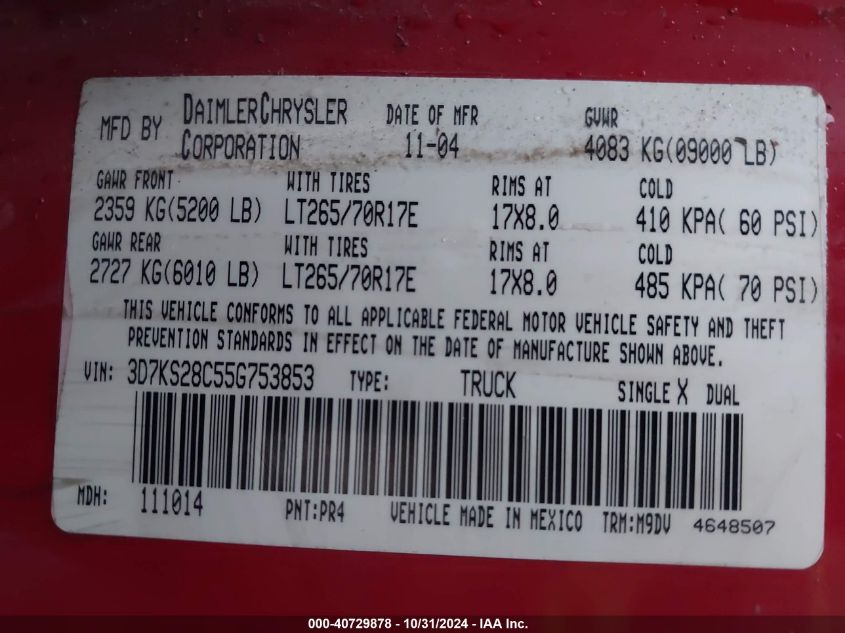 MFD BY DAIMLERCHRYSLER CORPORATION DATE OF MFR 11-04 GVWR 4083 KG(09000 LB)
GAWR FRONT WITH TIRES RIMS AT COLD
2359 KG(5200 LB) LT265/70R17E 17X8.0 410 KPA( 60 PSI)
GAWR REAR WITH TIRES RIMS AT COLD
2727 KG(6010 LB) LT265/70R17E 17X8.0 485 KPA( 70 PSI)
THIS VEHICLE CONFORMS TO ALL APPLICABLE FEDERAL MOTOR VEHICLE SAFETY AND THEFT
PREVENTION STANDARDS IN EFFECT ON THE DATE OF MANUFACTURE SHOWN ABOVE.
VIN: 3D7KS28C55G753853 TYPE: TRUCK SINGLE X DUAL
MDH: 111014 PNT:PR4 VEHICLE MADE IN MEXICO TRM:M9DV 4648507
000-40729878 - 10/31/2024 - IAA Inc.